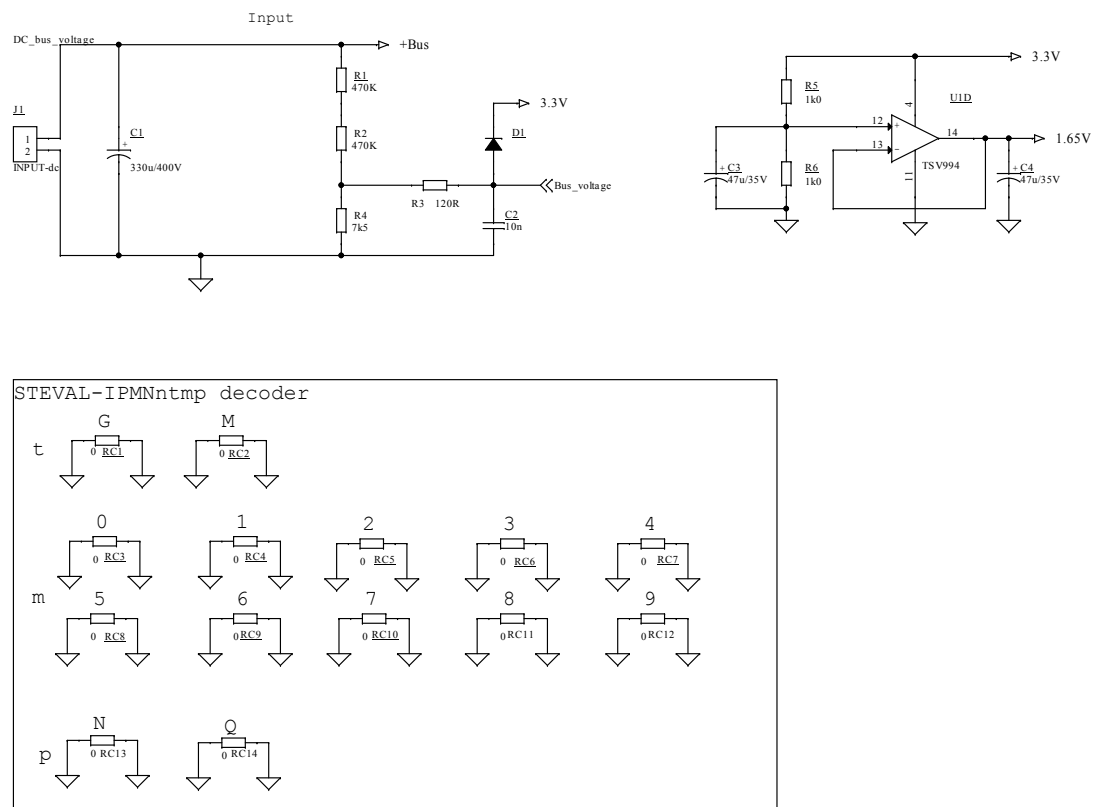 Input
DC_bus_voltage
+Bus
R1
470K
3.3V
J1
1
2
INPUT-dc
C1
+
330u/400V
R2
470K
D1
R3 120R
Bus_voltage
R4
7k5
C2
10n
3.3V
R5
1k0
U1D
4
12
+
13
-
14
1.65V
TSV994
11
+
C3
47u/35V
R6
1k0
+
C4
47u/35V
STEVAL-IPMNntmp decoder
G M
t
0 RC1 0 RC2
0 1 2 3 4
0 RC3 0 RC4 0 RC5 0 RC6 0 RC7
m
5 6 7 8 9
0 RC8 0 RC9 0 RC10 0 RC11 0 RC12
N Q
p
0 RC13 0 RC14